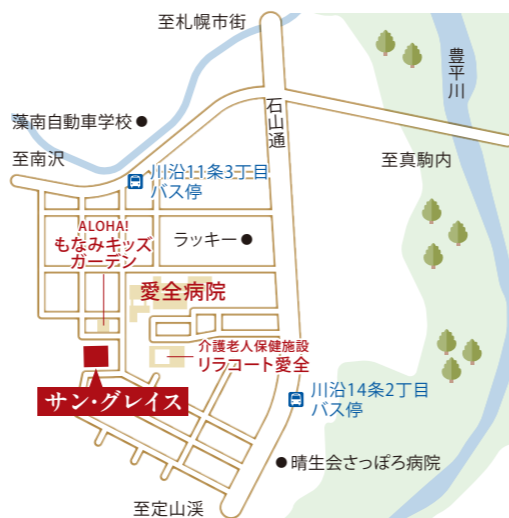 至札幌市街
豊平川
石山通
藻南自動車学校
至南沢
至真駒内
川沿11条3丁目
バス停
ALOHA!
もなみキッズ
ガーデン
ラッキー
愛全病院
介護老人保健施設
リラコート愛全
川沿14条2丁目
バス停
サン・グレイス
晴生会さっぽろ病院
至定山渓